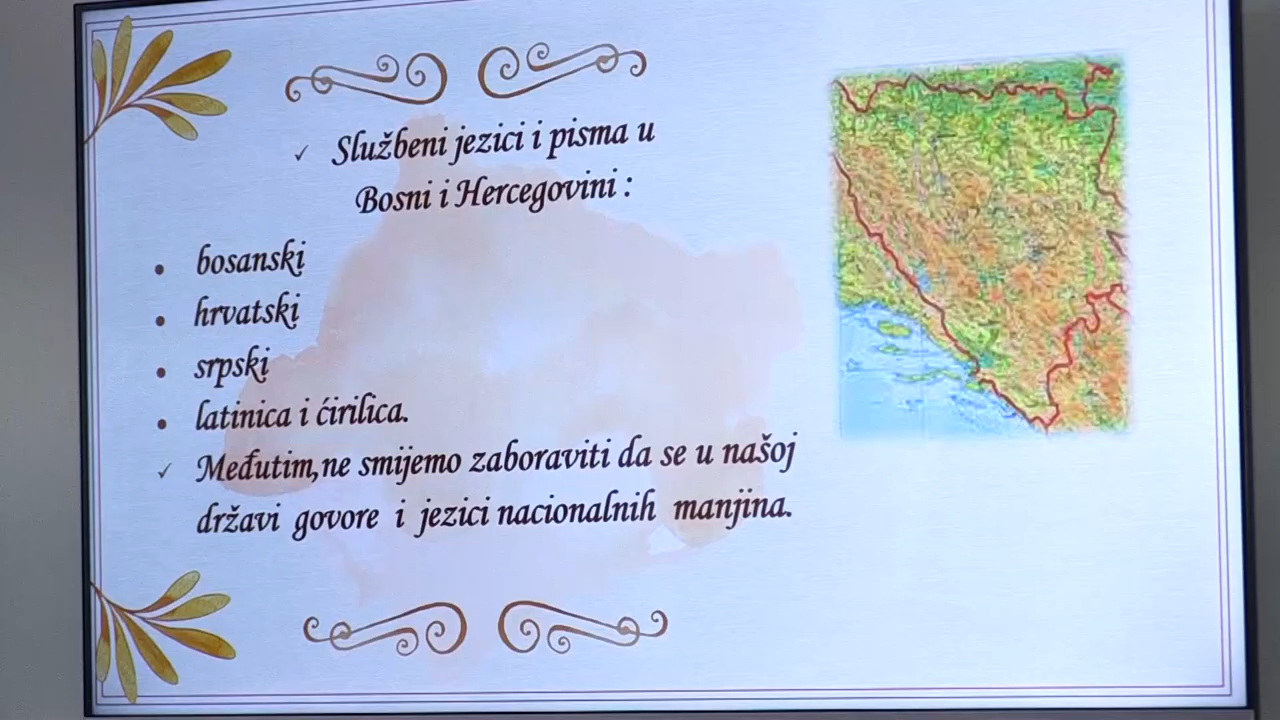 ✓ Službeni jezici i pisma u
Bosni i Hercegovini :
• bosanski
• hrvatski
• srpski
• latinica i ćirilica.
✓ Međutim,ne smijemo zaboraviti da se u našoj
državi govore i jezici nacionalnih manjina.